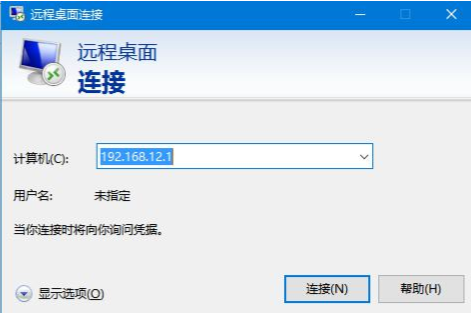 远程桌面连接
远程桌面
连接
计算机(C):
192.168.12.1
用户名:
未指定
当你连接时将向你询问凭据。
显示选项(O)
连接(N)
帮助(H)